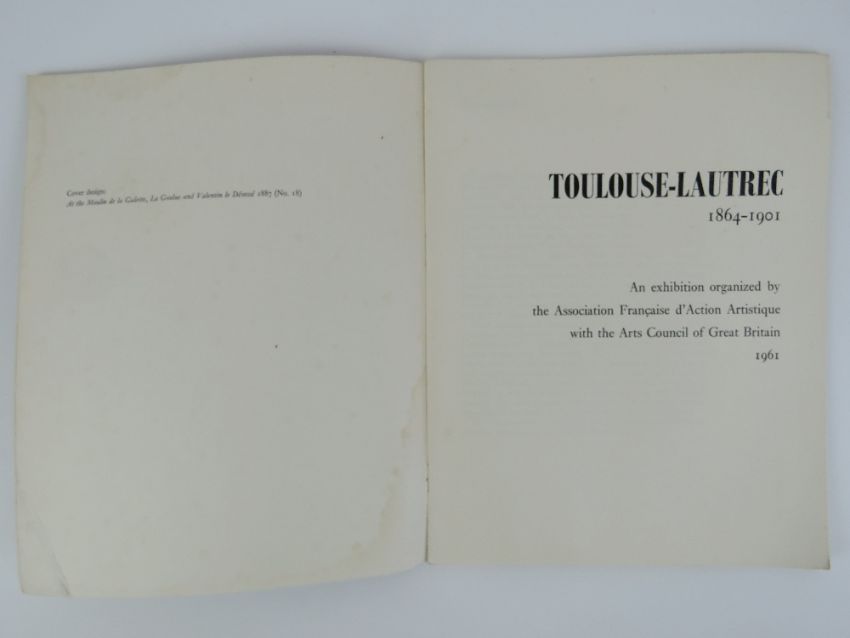 Cover design:
At the Moulin de la Galette, La Goulue and Valentin le Désossé 1887 (No. 18)
TOULOUSE-LAUTREC
1864–1901
An exhibition organized by
the Association Française d'Action Artistique
with the Arts Council of Great Britain
1961